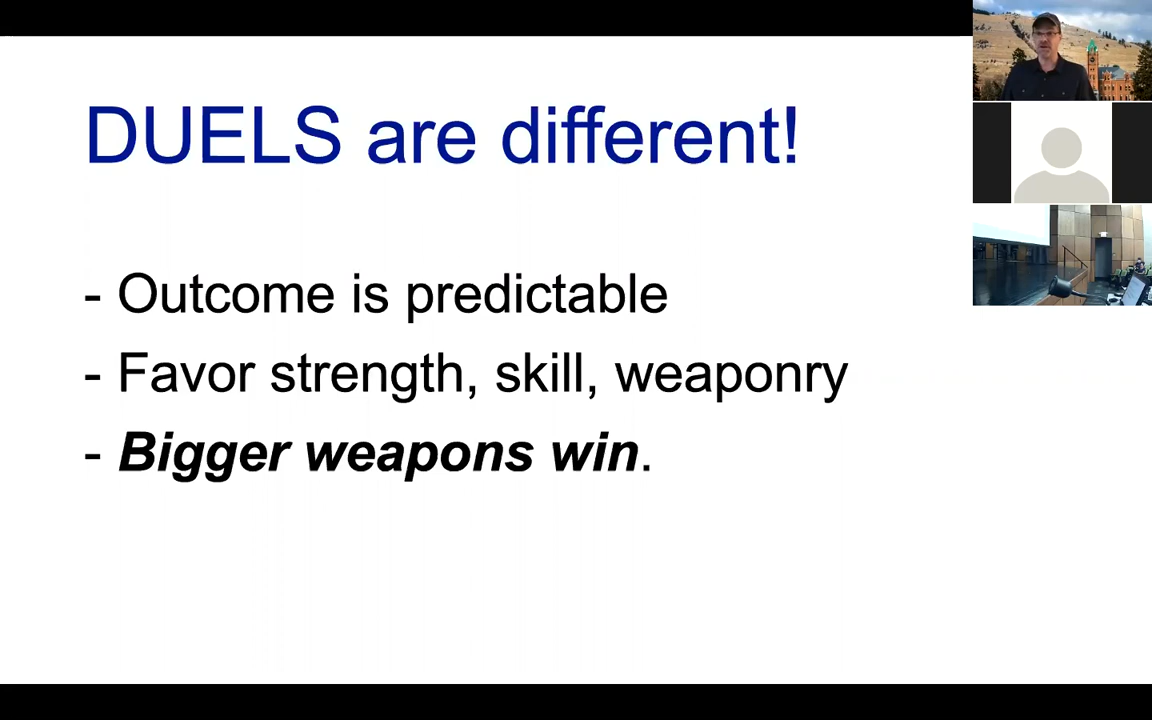 DUELS are different!
- Outcome is predictable
- Favor strength, skill, weaponry
- Bigger weapons win.